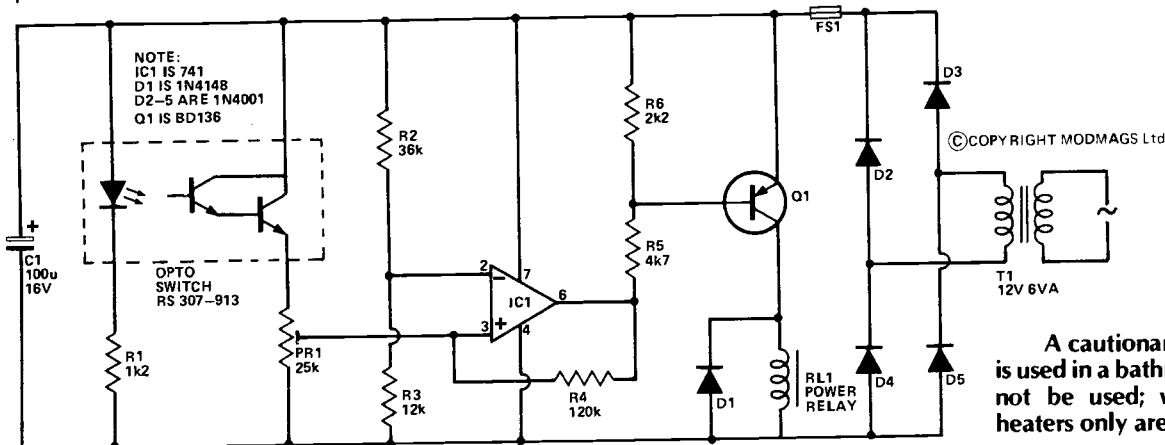 NOTE:
IC1 IS 741
D1 IS 1N4148
D2–5 ARE 1N4001
Q1 IS BD136
FS1
D3
©COPYRIGHT MODMAGS Ltd
R6
2k2
R2
36k
D2
Q1
+
C1
100u
16V
OPTO
SWITCH
RS 307–913
R5
4k7
2
–
7
IC1
6
3
+
4
T1
12V 6VA
~
R1
1k2
PR1
25k
R3
12k
R4
120k
D1
RL1
POWER
RELAY
D4
D5
A cautionar
is used in a bath
not be used; w
heaters only are